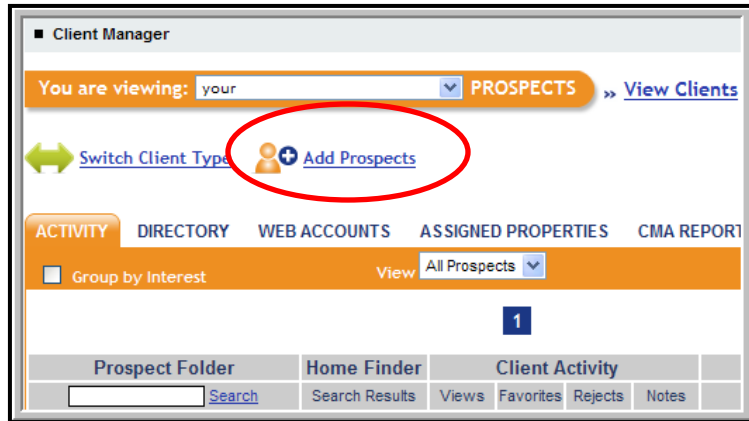 Client Manager
You are viewing: your PROSPECTS » View Clients
Switch Client Type Add Prospects
ACTIVITY DIRECTORY WEB ACCOUNTS ASSIGNED PROPERTIES CMA REPORT
Group by Interest View All Prospects
1
Prospect Folder Home Finder Client Activity
Search Search Results Views Favorites Rejects Notes